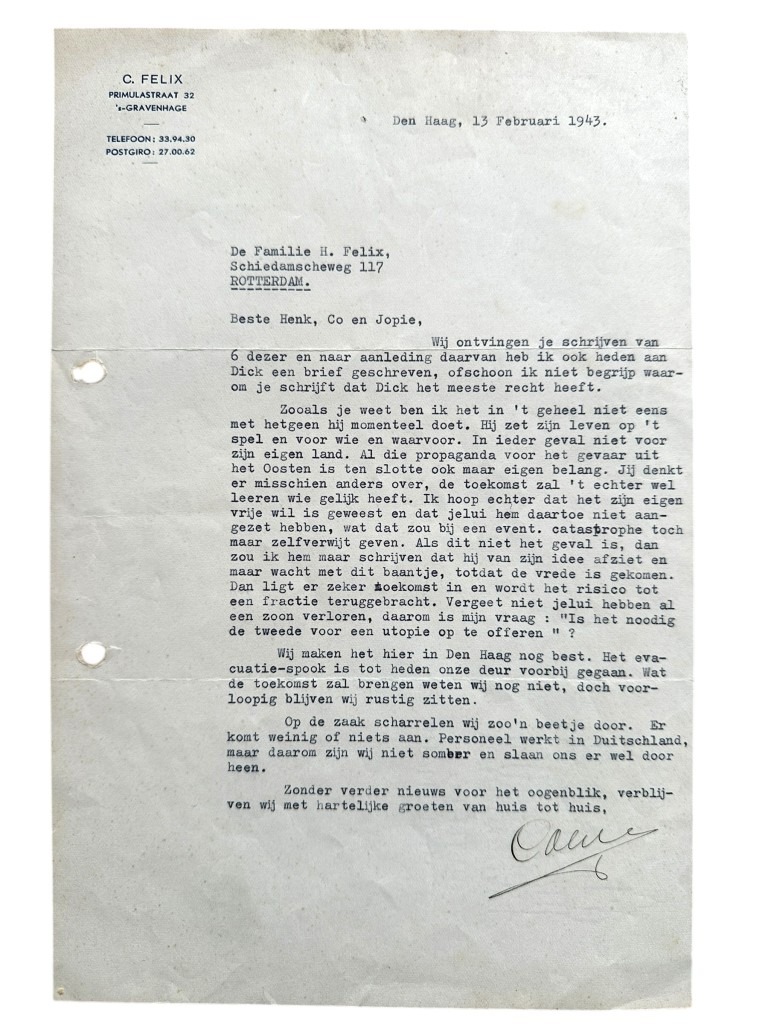 C. FELIX
PRIMULASTRAAT 32
's-GRAVENHAGE
TELEFOON: 33.94.30
POSTGIRO: 27.00.62
Den Haag, 13 Februari 1943.
De Familie H. Felix,
Schiedamscheweg 117
ROTTERDAM.
Beste Henk, Co en Jopie,
Wij ontvingen je schrijven van
6 dezer en naar aanleding daarvan heb ik ook heden aan
Dick een brief geschreven, ofschoon ik niet begrijp waar-
om je schrijft dat Dick het meeste recht heeft.
Zooals je weet ben ik het in 't geheel niet eens
met hetgeen hij momenteel doet. Hij zet zijn leven op 't
spel en voor wie en waarvoor. In ieder geval niet voor
zijn eigen land. Al die propaganda voor het gevaar uit
het Oosten is ten slotte ook maar eigen belang. Jij denkt
er misschien anders over, de toekomst zal 't echter wel
leeren wie gelijk heeft. Ik hoop echter dat het zijn eigen
vrije wil is geweest en dat jelui hem daartoe niet aan-
gezet hebben, wat dat zou bij een event. catastrophe toch
maar zelfverwijt geven. Als dit niet het geval is, dan
zou ik hem maar schrijven dat hij van zijn idee afziet en
maar wacht met dit baantje, totdat de vrede is gekomen.
Dan ligt er zeker toekomst in en wordt het risico tot
een fractie teruggebracht. Vergeet niet jelui hebben al
een zoon verloren, daarom is mijn vraag : "Is het noodig
de tweede voor een utopie op te offeren " ?
Wij maken het hier in Den Haag nog best. Het eva-
cuatie-spook is tot heden onze deur voorbij gegaan. Wat
de toekomst zal brengen weten wij nog niet, doch voor-
loopig blijven wij rustig zitten.
Op de zaak scharrelen wij zoo'n beetje door. Er
komt weinig of niets aan. Personeel werkt in Duitschland,
maar daarom zijn wij niet somber en slaan ons er wel door
heen.
Zonder verder nieuws voor het oogenblik, verblij-
ven wij met hartelijke groeten van huis tot huis,